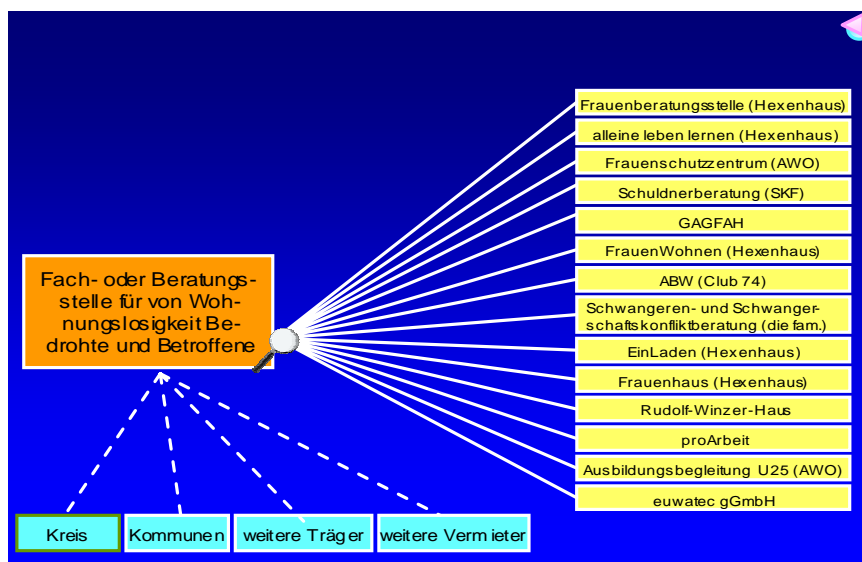 Frauenberatungsstelle (Hexenhaus)
alleine leben lernen (Hexenhaus)
Frauenschutzzentrum (AWO)
Schuldnerberatung (SKF)
GAGFAH
FrauenWohnen (Hexenhaus)
ABW (Club 74)
Schwangeren- und Schwanger-
schaftskonfliktberatung (die fam.)
EinLaden (Hexenhaus)
Frauenhaus (Hexenhaus)
Rudolf-Winzer-Haus
proArbeit
Ausbildungsbegleitung U25 (AWO)
euwatec gGmbH
Fach- oder Beratungs-
stelle für von Woh-
nungslosigkeit Be-
drohte und Betroffene
Kreis
Kommunen
weitere Träger
weitere Vermieter